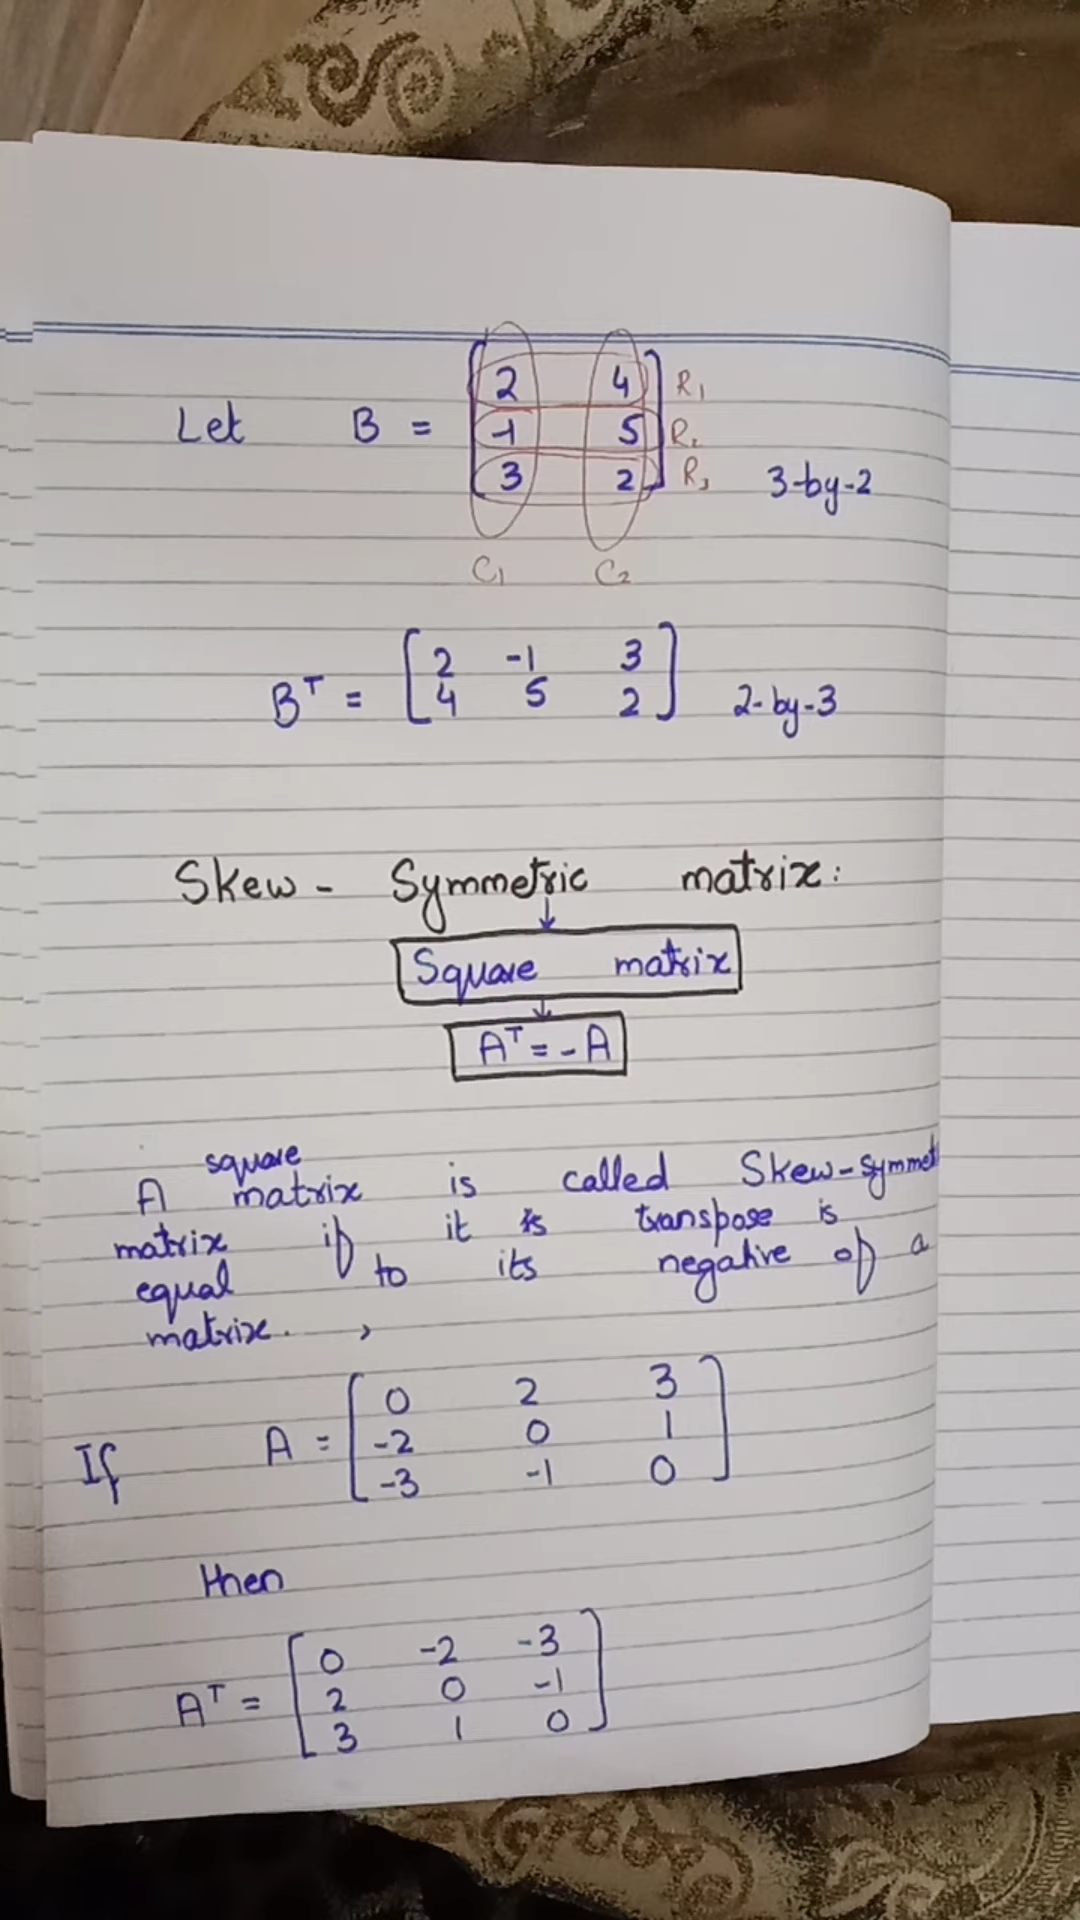 2 4 R₁
Let B = -1 5 R₂
3 2 R₃ 3-by-2
C₁ C₂
2 -1 3
Bᵀ = 4 5 2 2-by-3
Skew - Symmetric matrix:
Square matrix
Aᵀ = -A
square
A matrix is called Skew-symmet
matrix if it is transpose is
equal to its negative of a
matrix.
0 2 3
If A = -2 0 1
-3 -1 0
then
0 -2 -3
Aᵀ = 2 0 -1
3 1 0